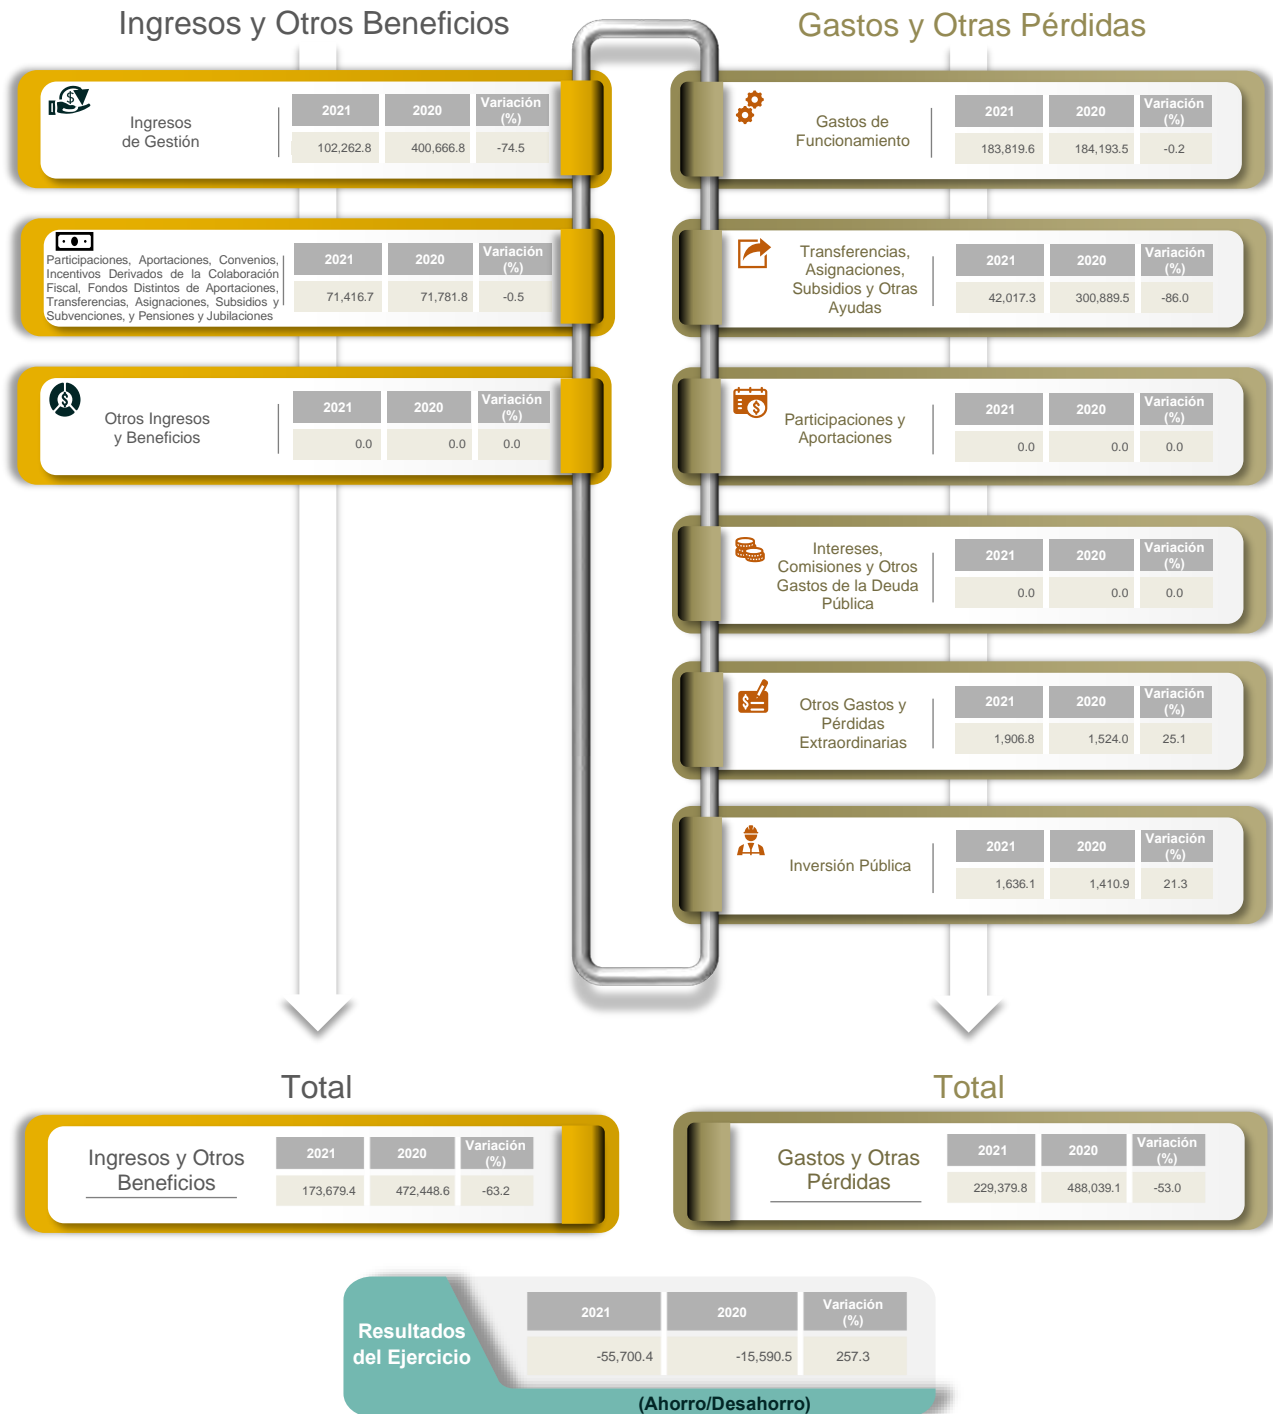 Ingresos y Otros Beneficios
Ingresos
de Gestión
2021 2020 Variación (%)
102,262.8 400,666.8 -74.5
Participaciones, Aportaciones, Convenios,
Incentivos Derivados de la Colaboración
Fiscal, Fondos Distintos de Aportaciones,
Transferencias, Asignaciones, Subsidios y
Subvenciones, y Pensiones y Jubilaciones
2021 2020 Variación (%)
71,416.7 71,781.8 -0.5
Otros Ingresos
y Beneficios
2021 2020 Variación (%)
0.0 0.0 0.0
Gastos y Otras Pérdidas
Gastos de
Funcionamiento
2021 2020 Variación (%)
183,819.6 184,193.5 -0.2
Transferencias,
Asignaciones,
Subsidios y Otras
Ayudas
2021 2020 Variación (%)
42,017.3 300,889.5 -86.0
Participaciones y
Aportaciones
2021 2020 Variación (%)
0.0 0.0 0.0
Intereses,
Comisiones y Otros
Gastos de la Deuda
Pública
2021 2020 Variación (%)
0.0 0.0 0.0
Otros Gastos y
Pérdidas
Extraordinarias
2021 2020 Variación (%)
1,906.8 1,524.0 25.1
Inversión Pública
2021 2020 Variación (%)
1,636.1 1,410.9 21.3
Total
Ingresos y Otros
Beneficios
2021 2020 Variación (%)
173,679.4 472,448.6 -63.2
Total
Gastos y Otras
Pérdidas
2021 2020 Variación (%)
229,379.8 488,039.1 -53.0
Resultados
del Ejercicio
2021 2020 Variación (%)
-55,700.4 -15,590.5 257.3
(Ahorro/Desahorro)